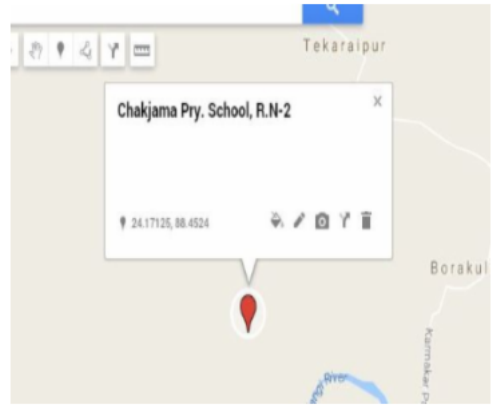 Tekaraipur
Chakjama Pry. School, R.N-2
24.17125, 88.4524
Borakul
Karmakar
River